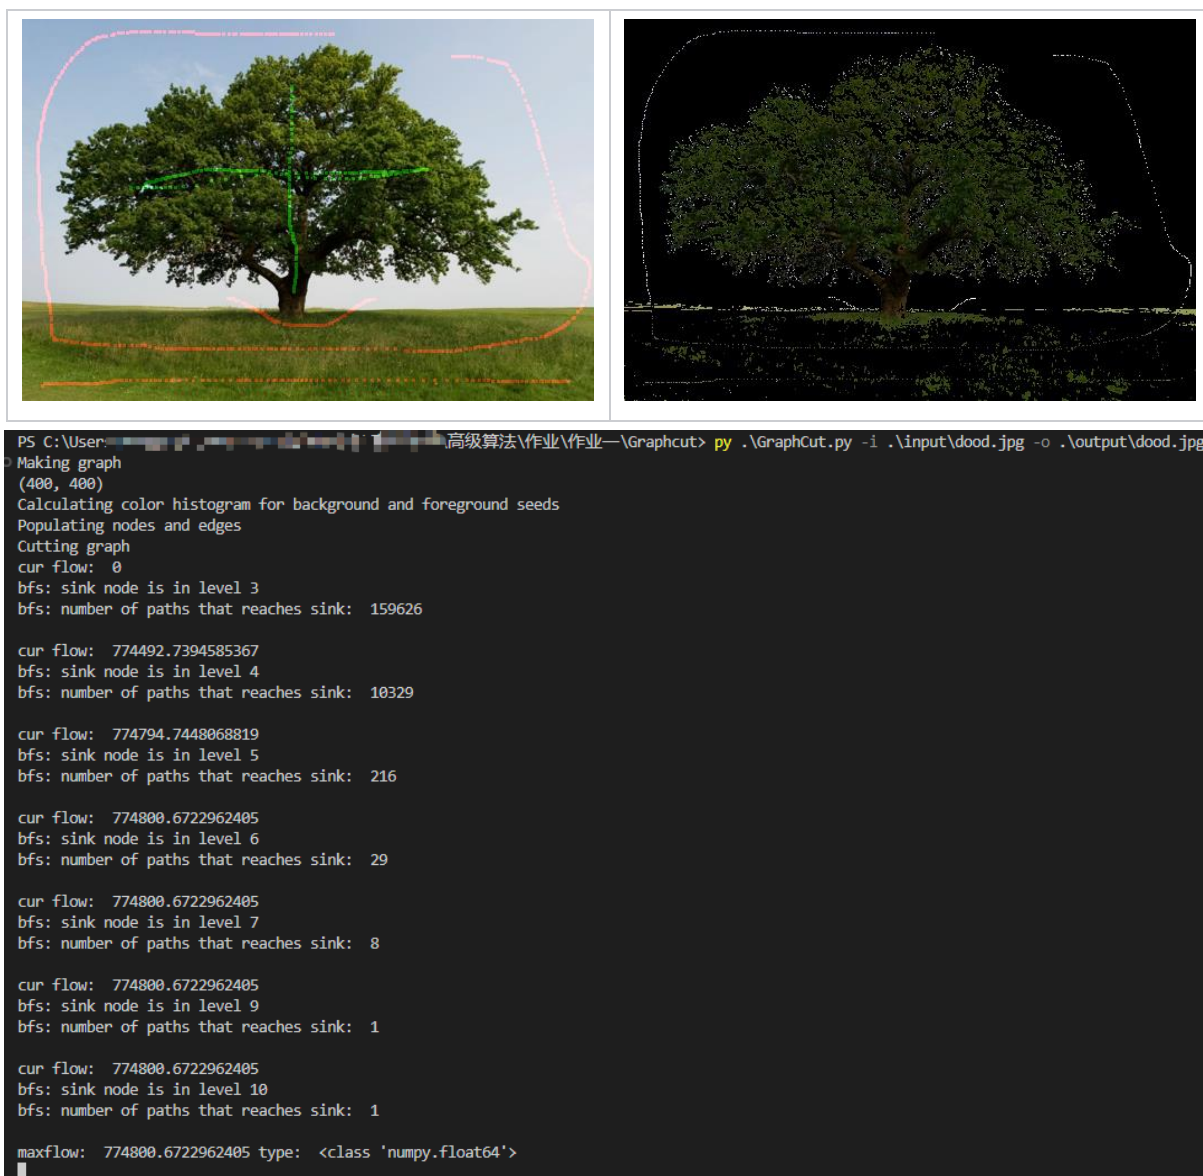 PS C:\User \高级算法\作业\作业一\Graphcut> py .\GraphCut.py -i .\input\dood.jpg -o .\output\dood.jpg
Making graph
(400, 400)
Calculating color histogram for background and foreground seeds
Populating nodes and edges
Cutting graph
cur flow:  0
bfs: sink node is in level 3
bfs: number of paths that reaches sink:  159626
cur flow:  774492.7394585367
bfs: sink node is in level 4
bfs: number of paths that reaches sink:  10329
cur flow:  774794.7448068819
bfs: sink node is in level 5
bfs: number of paths that reaches sink:  216
cur flow:  774800.6722962405
bfs: sink node is in level 6
bfs: number of paths that reaches sink:  29
cur flow:  774800.6722962405
bfs: sink node is in level 7
bfs: number of paths that reaches sink:  8
cur flow:  774800.6722962405
bfs: sink node is in level 9
bfs: number of paths that reaches sink:  1
cur flow:  774800.6722962405
bfs: sink node is in level 10
bfs: number of paths that reaches sink:  1
maxflow:  774800.6722962405 type:  <class 'numpy.float64'>